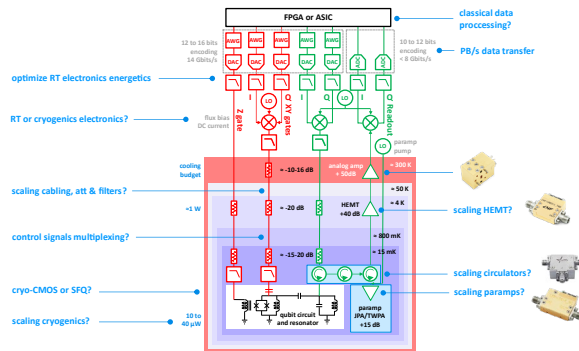 FPGA or ASIC
classical data
proccessing?
12 to 16 bits
encoding
14 Gbits/s
AWG
AWG
AWG
AWG
AWG
DAC
DAC
DAC
DAC
DAC
ADC
ADC
10 to 12 bits
encoding
< 8 Gbits/s
PB/s data transfer
optimize RT electronics energetics
I
Q
I
Q
I
Q
LO
LO
LO
Z gate
XY gates
Readout
RT or cryogenics electronics?
flux bias
DC current
paramp
pump
cooling
budget
≈ -10-16 dB
analog amp
+ 50dB
≈ 300 K
scaling cabling, att & filters?
≈ 50 K
≈1 W
≈ -20 dB
HEMT
+40 dB
≈ 4 K
scaling HEMT?
control signals multiplexing?
≈ 800 mK
≈ -15-20 dB
≈ 15 mK
scaling circulators?
cryo-CMOS or SFQ?
scaling paramps?
scaling cryogenics?
10 to
40 µW
qubit circuit
and resonator
paramp
JPA/TWPA
+15 dB